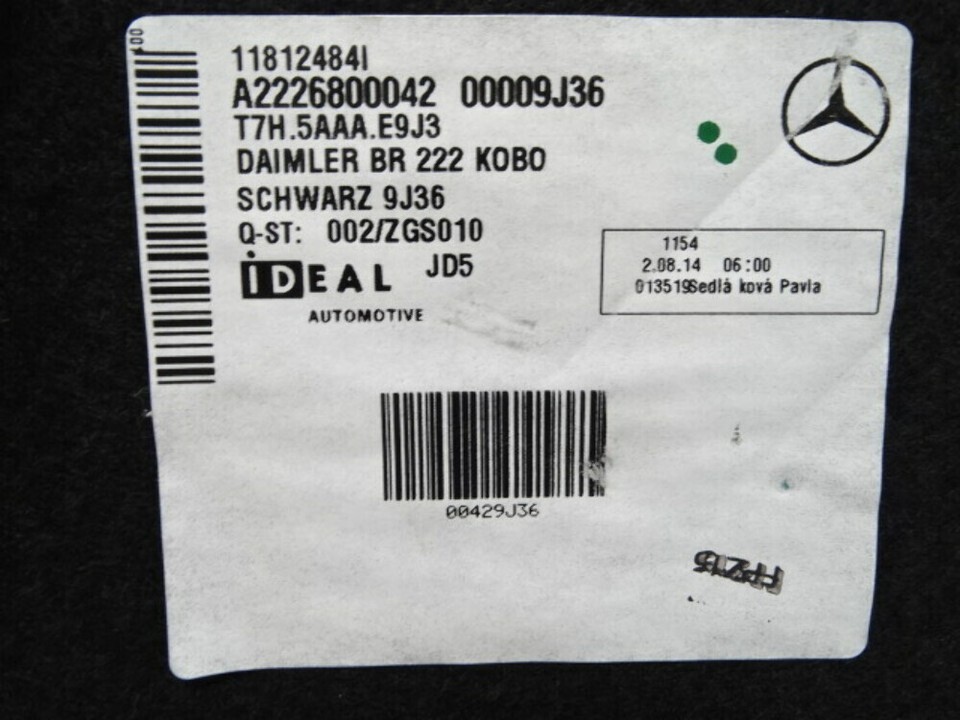 11812484I
A2226800042 00009J36
T7H.5AAA.E9J3
DAIMLER BR 222 KOBO
SCHWARZ 9J36
Q-ST: 002/ZGS010
iDEAL JD5
AUTOMOTIVE
1154
2.08.14 06:00
013519Sedlá ková Pavla
00429J36